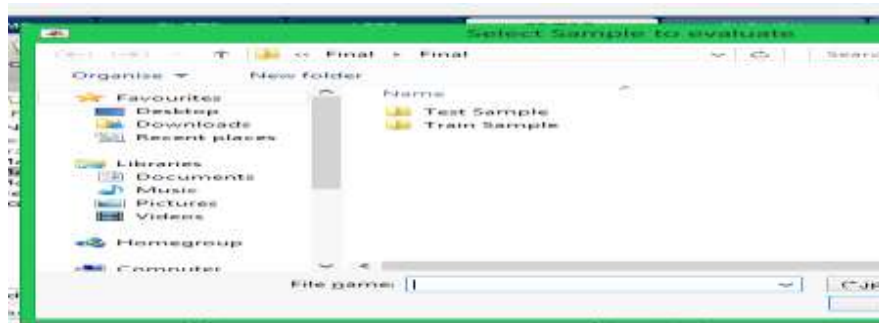 Select Sample to evaluate
« Final ▸ Final
Organise New folder
Favourites
Desktop
Downloads
Recent places
Libraries
Documents
Music
Pictures
Videos
Homegroup
Computer
Name
Test Sample
Train Sample
File name: